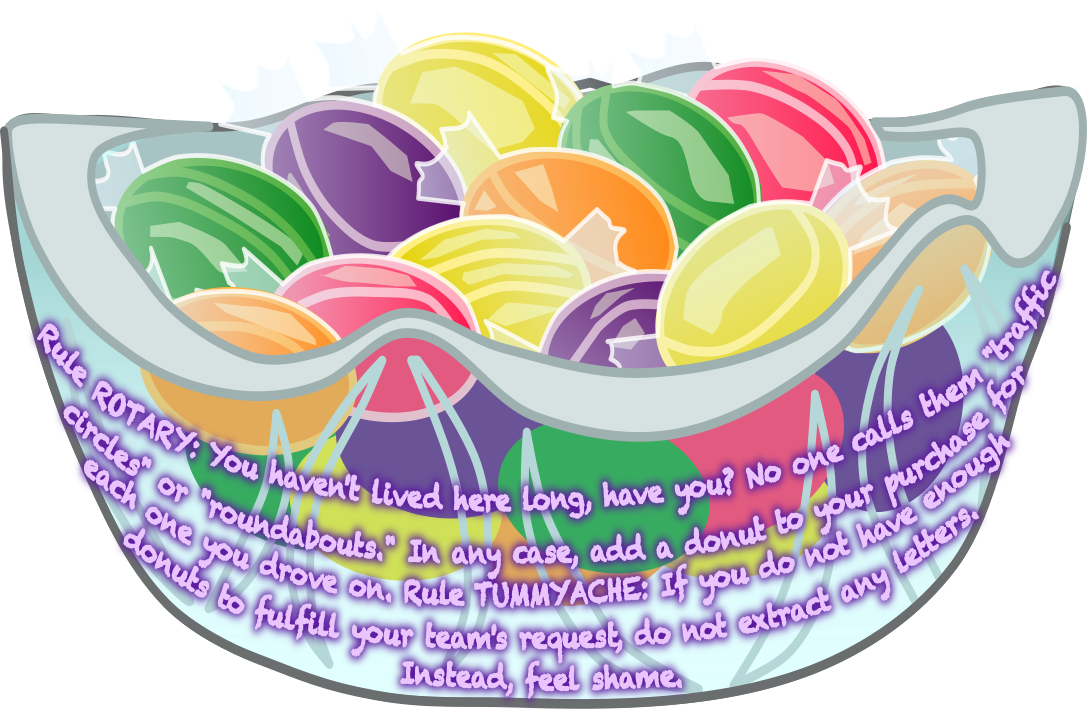 Rule ROTARY: You haven't lived here long, have you? No one calls them "traffic
circles" or "roundabouts." In any case, add a donut to your purchase for
each one you drove on. Rule TUMMYACHE: If you do not have enough
donuts to fulfill your team's request, do not extract any letters.
Instead, feel shame.